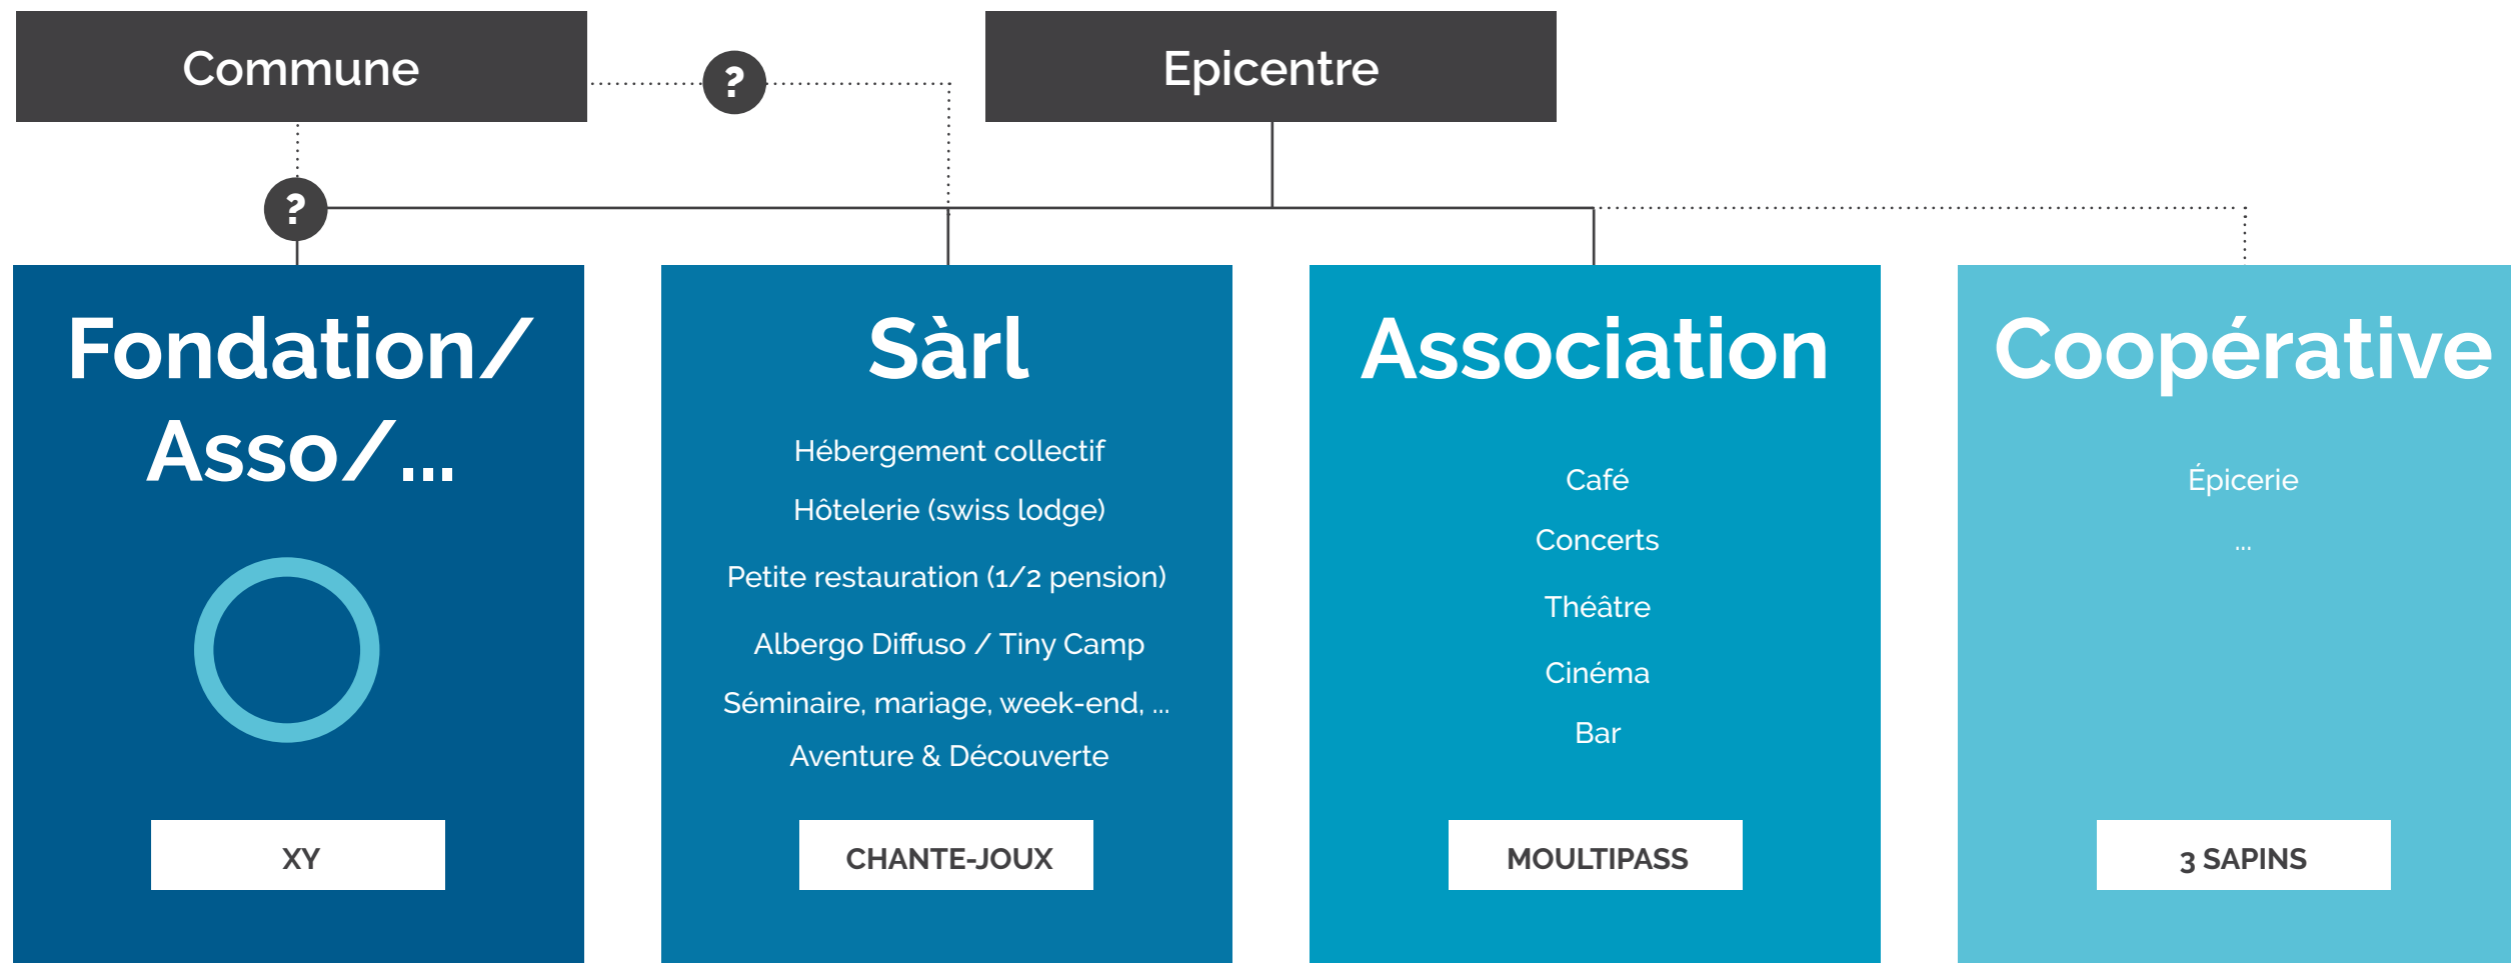 Commune
?
Epicentre
?
Fondation/
Asso/...
XY
Sàrl
Hébergement collectif
Hôtelerie (swiss lodge)
Petite restauration (1/2 pension)
Albergo Diffuso / Tiny Camp
Séminaire, mariage, week-end, ...
Aventure & Découverte
CHANTE-JOUX
Association
Café
Concerts
Théâtre
Cinéma
Bar
MOULTIPASS
Coopérative
Épicerie
...
3 SAPINS